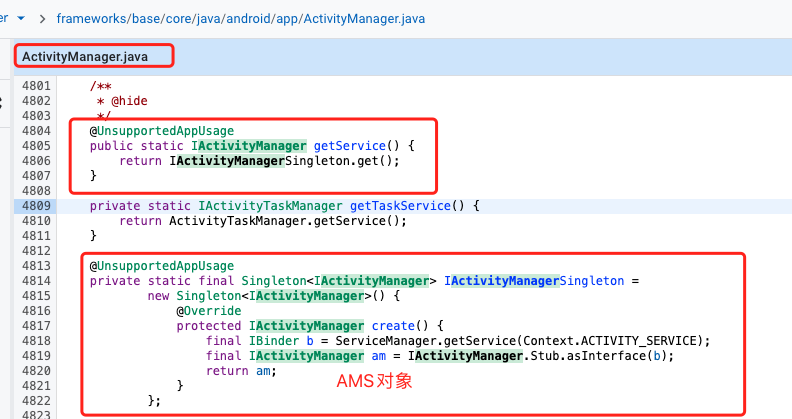 er > frameworks/base/core/java/android/app/ActivityManager.java
ActivityManager.java
4801 /**
4802 * @hide
4803 */
4804 @UnsupportedAppUsage
4805 public static IActivityManager getService() {
4806 return IActivityManagerSingleton.get();
4807 }
4808
4809 private static IActivityTaskManager getTaskService() {
4810 return ActivityTaskManager.getService();
4811 }
4812
4813 @UnsupportedAppUsage
4814 private static final Singleton<IActivityManager> IActivityManagerSingleton =
4815 new Singleton<IActivityManager>() {
4816 @Override
4817 protected IActivityManager create() {
4818 final IBinder b = ServiceManager.getService(Context.ACTIVITY_SERVICE);
4819 final IActivityManager am = IActivityManager.Stub.asInterface(b);
4820 return am;
4821 }
AMS对象
4822 };
4823